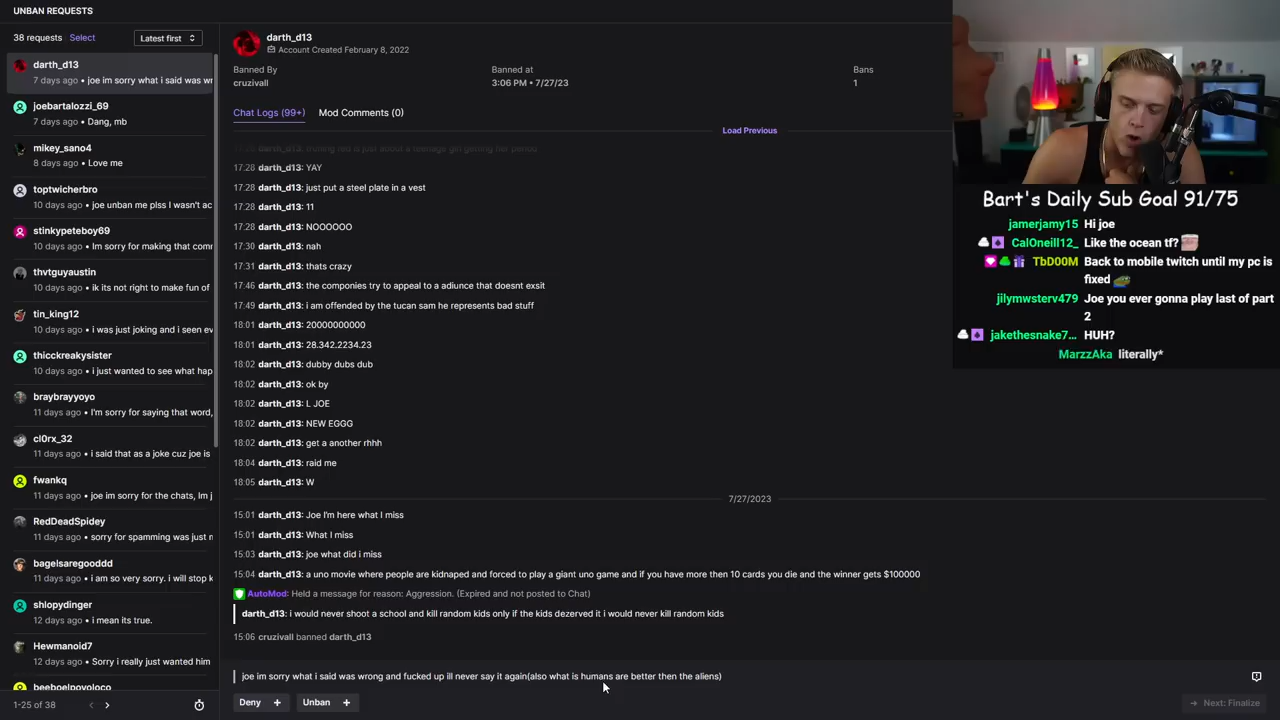 UNBAN REQUESTS
38 requests Select Latest first
darth_d13
7 days ago • joe im sorry what i said was wr
joebartalozzi_69
7 days ago • Dang, mb
mikey_sano4
8 days ago • Love me
toptwicherbro
10 days ago • joe unban me plss I wasn't ac
stinkypeteboy69
10 days ago • Im sorry for making that com
thvtguyaustin
10 days ago • ik its not right to make fun of
tin_king12
10 days ago • i was just joking and i seen ev
thicckreakysister
10 days ago • i just wanted to see what hap
braybrayyoyo
11 days ago • I'm sorry for saying that word,
cl0rx_32
11 days ago • i said that as a joke cuz joe is
fwankq
11 days ago • joe im sorry for the chats, Im j
RedDeadSpidey
11 days ago • sorry for spamming was just m
bagelsaregooddd
11 days ago • i am so very sorry. i will stop k
shlopydinger
12 days ago • i mean its true.
Hewmanoid7
12 days ago • Sorry i really just wanted him
beeboelpovoloco
1-25 of 38
darth_d13
Account Created February 8, 2022
Banned By
cruzivall
Banned at
3:06 PM • 7/27/23
Bans
1
Chat Logs (99+) Mod Comments (0)
Load Previous
17:28 darth_d13: YAY
17:28 darth_d13: just put a steel plate in a vest
17:28 darth_d13: 11
17:28 darth_d13: NOOOOOO
17:30 darth_d13: nah
17:31 darth_d13: thats crazy
17:46 darth_d13: the componies try to appeal to a adiunce that doesnt exsit
17:49 darth_d13: i am offended by the tucan sam he represents bad stuff
18:01 darth_d13: 20000000000
18:01 darth_d13: 28.342.2234.23
18:02 darth_d13: dubby dubs dub
18:02 darth_d13: ok by
18:02 darth_d13: L JOE
18:02 darth_d13: NEW EGGG
18:02 darth_d13: get a another rhhh
18:04 darth_d13: raid me
18:05 darth_d13: W
7/27/2023
15:01 darth_d13: Joe I'm here what I miss
15:01 darth_d13: What I miss
15:03 darth_d13: joe what did i miss
15:04 darth_d13: a uno movie where people are kidnaped and forced to play a giant uno game and if you have more then 10 cards you die and the winner gets $100000
AutoMod: Held a message for reason: Aggression. (Expired and not posted to Chat)
darth_d13: i would never shoot a school and kill random kids only if the kids dezerved it i would never kill random kids
15:06 cruzivall banned darth_d13
joe im sorry what i said was wrong and fucked up ill never say it again(also what is humans are better then the aliens)
Deny + Unban +
Next: Finalize
Bart's Daily Sub Goal 91/75
jamerjamy15 Hi joe
CalOneill12_ Like the ocean tf?
TbD00M Back to mobile twitch until my pc is
fixed
jilymwsterv479 Joe you ever gonna play last of part
2
jakethesnake7... HUH?
MarzzAka literally*